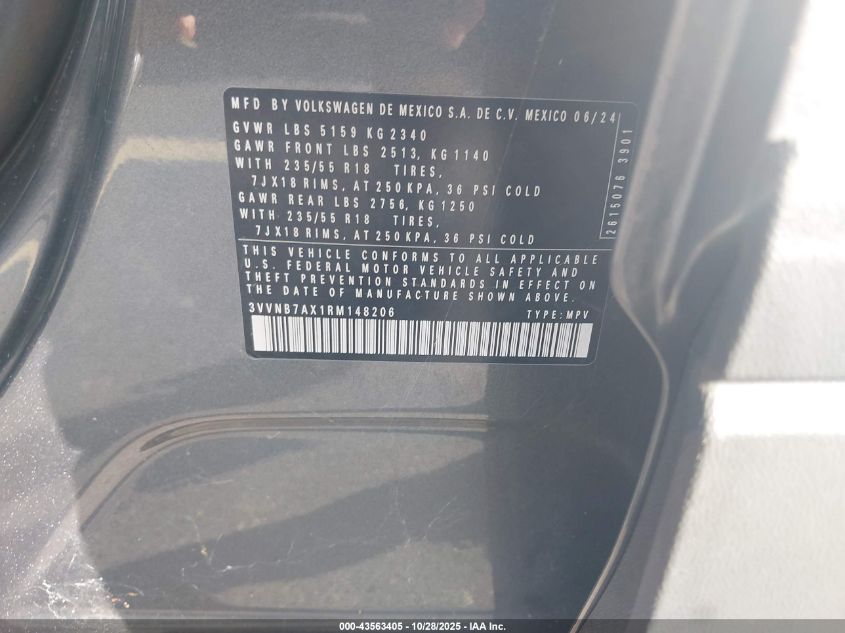 MFD BY VOLKSWAGEN DE MEXICO S.A. DE C.V. MEXICO 06/24
GVWR LBS 5159 KG 2340
GAWR FRONT LBS 2513, KG 1140
WITH 235/55 R18 TIRES,
7JX18 RIMS, AT 250 KPA, 36 PSI COLD
GAWR REAR LBS 2756, KG 1250
WITH 235/55 R18 TIRES,
7JX18 RIMS, AT 250 KPA, 36 PSI COLD
2615076 3901
THIS VEHICLE CONFORMS TO ALL APPLICABLE
U.S. FEDERAL MOTOR VEHICLE SAFETY AND
THEFT PREVENTION STANDARDS IN EFFECT ON
THE DATE OF MANUFACTURE SHOWN ABOVE.
3VVNB7AX1RM148206 TYPE: MPV
000-43563405 - 10/28/2025 - IAA Inc.